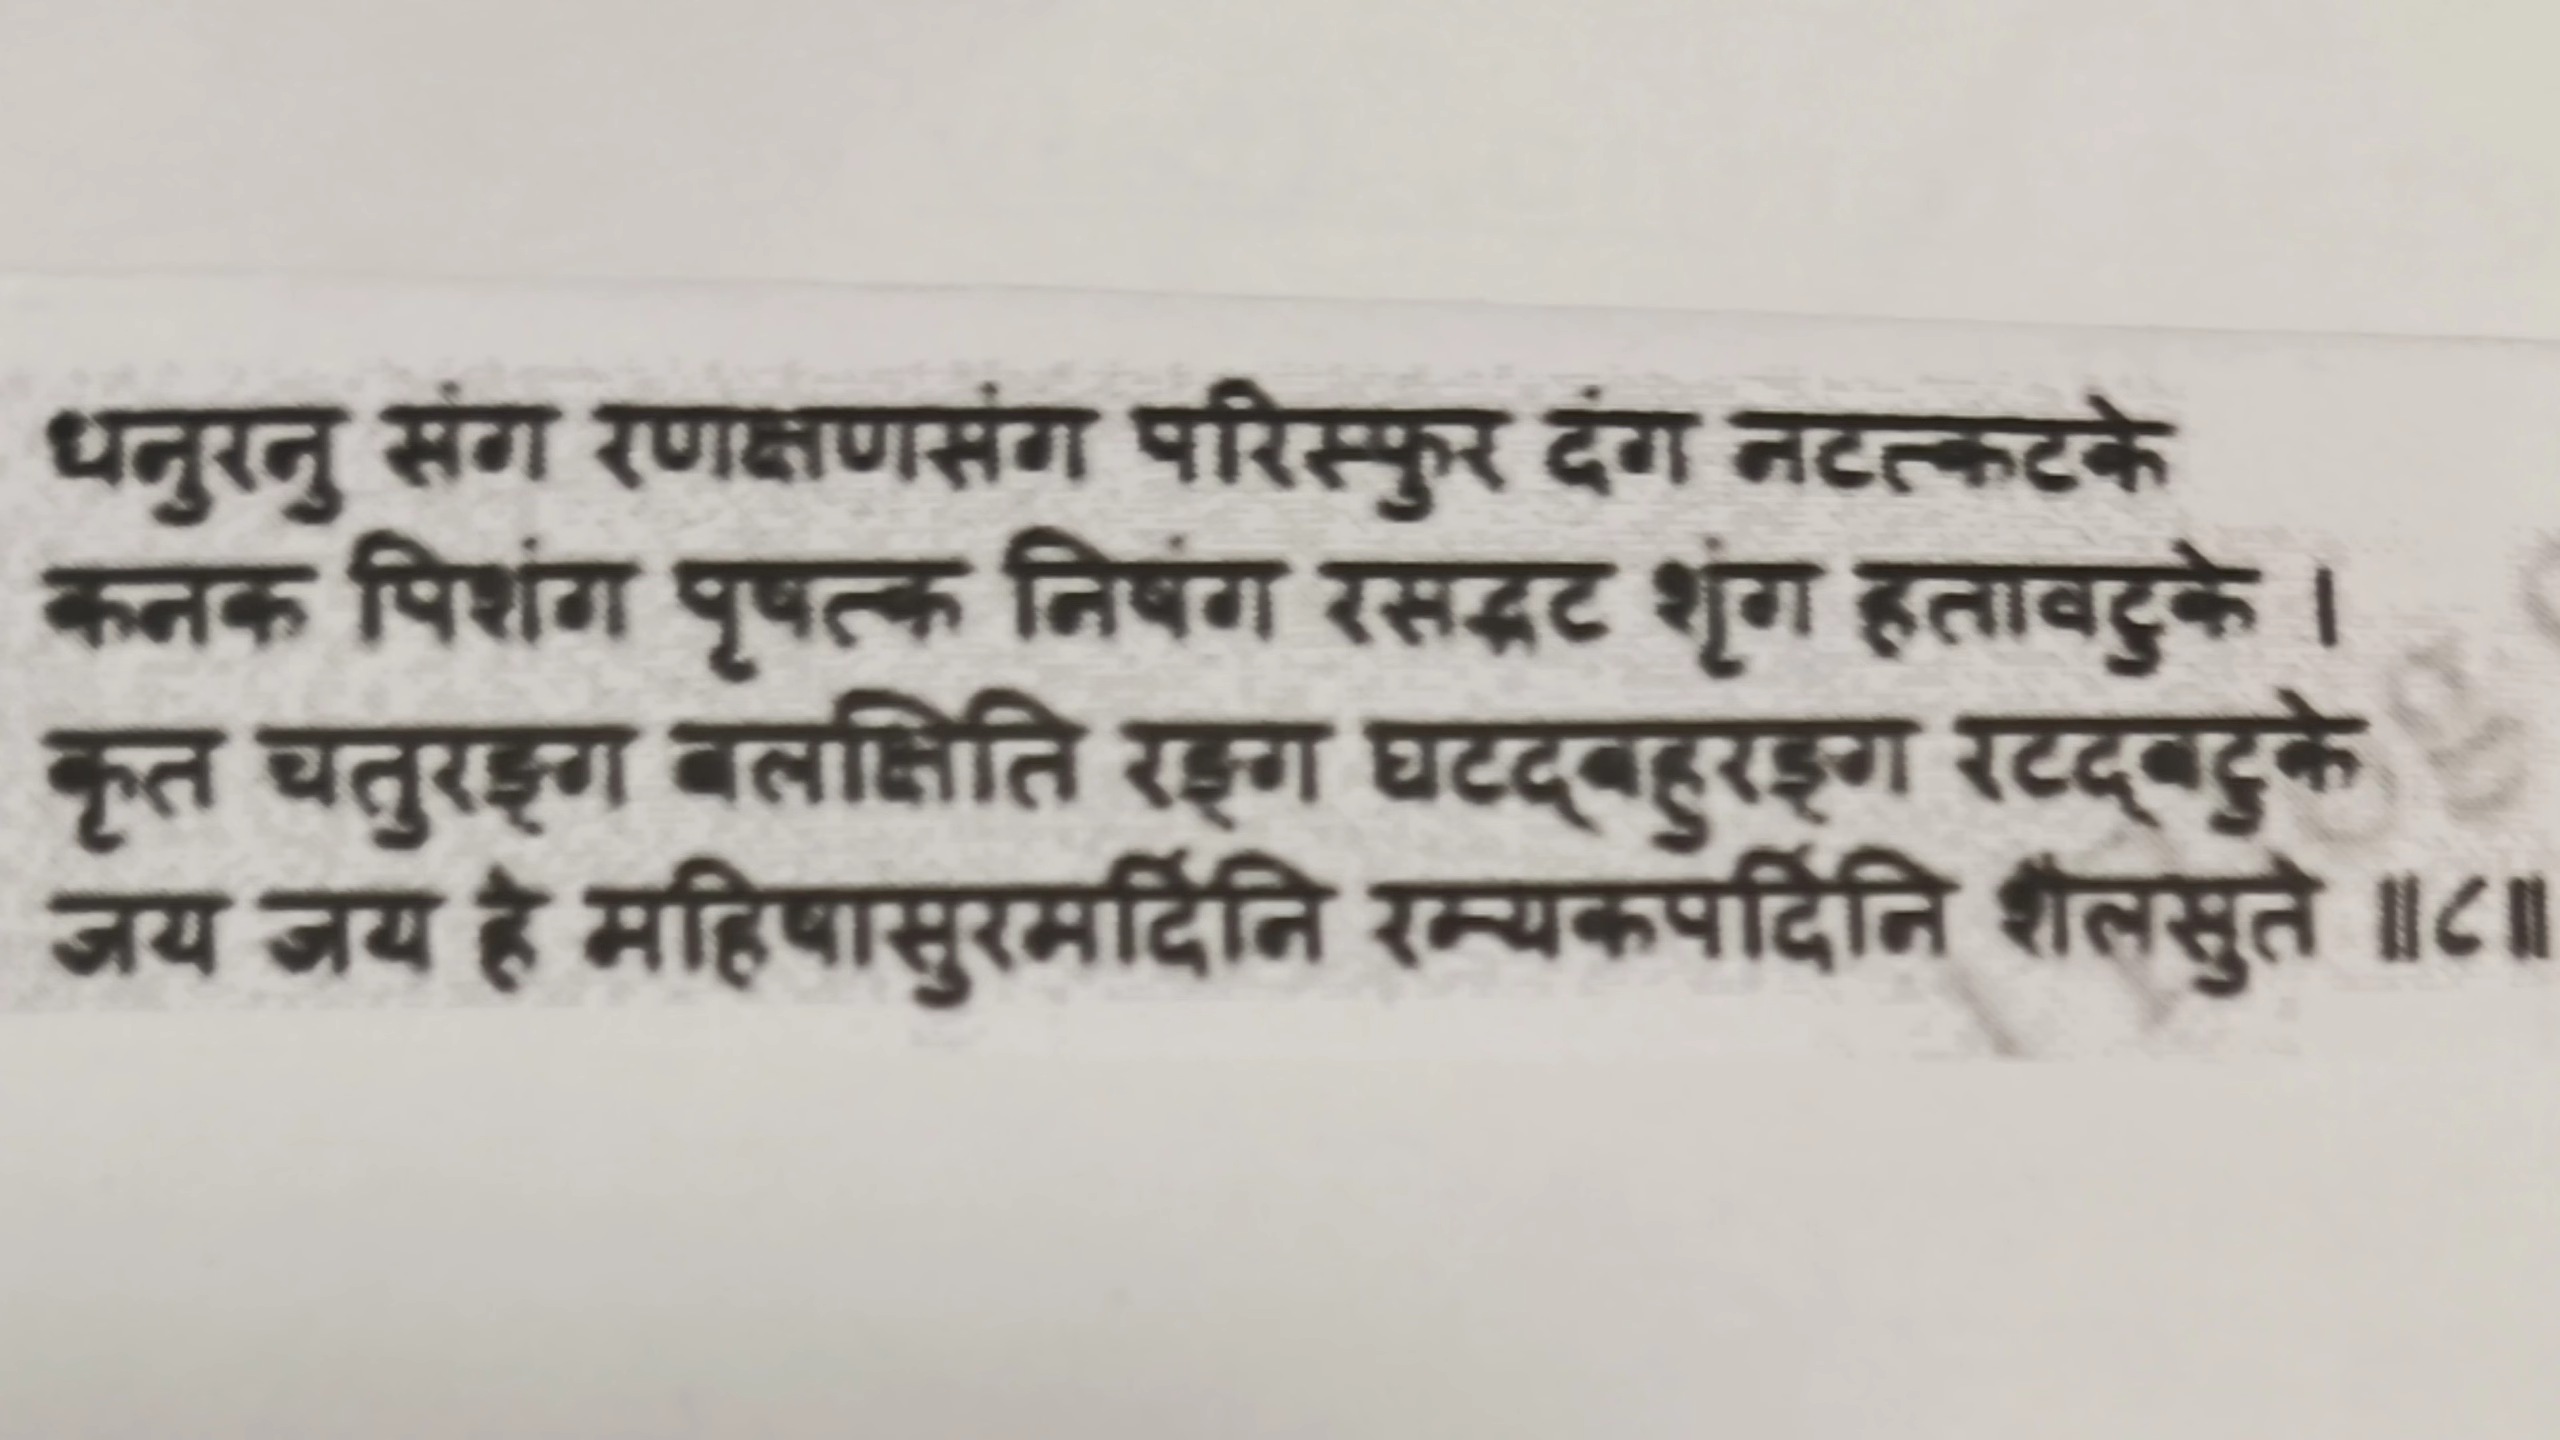 धनुरनु संग रणक्षणसंग परिस्फुर दंग नटत्कटके
कनक पिशंग पृषत्क निषंग रसद्भट शृंग हतावटुके ।
कृत चतुरङ्ग बलक्षिति रङ्ग घटद्बहुरङ्ग रटद्बटुके
जय जय हे महिषासुरमर्दिनि रम्यकपर्दिनि शैलसुते ॥८॥